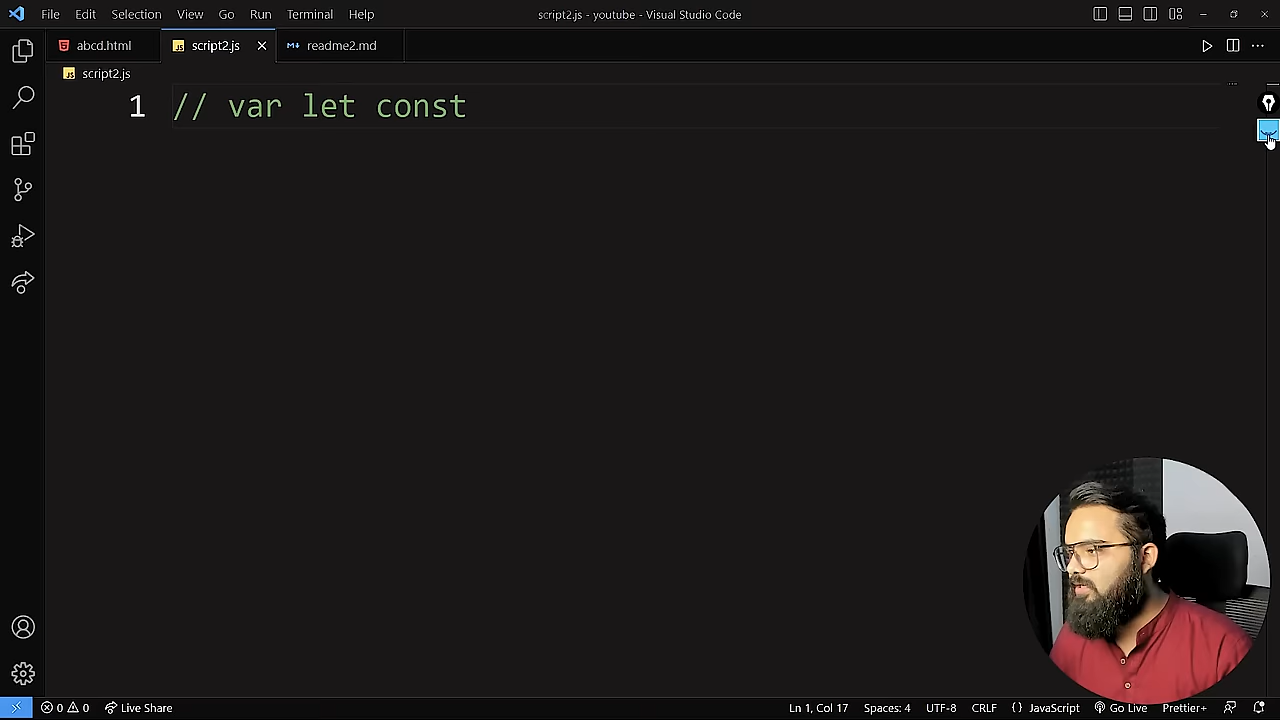 File Edit Selection View Go Run Terminal Help script2.js - youtube - Visual Studio Code
abcd.html script2.js readme2.md
script2.js
1 // var let const
0 0 Live Share Ln 1, Col 17 Spaces: 4 UTF-8 CRLF {} JavaScript Go Live Prettier+